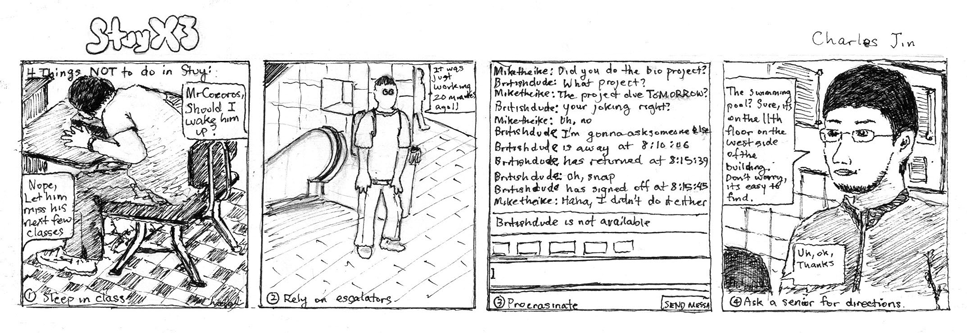 StuyX3
Charles Jin
4 Things NOT to do in Stuy:
Mr Cocoros,
Should I
wake him
up?
Nope,
Let him
miss his
next few
classes
① Sleep in class
It was
just
working
20 minutes
ago!!
② Rely on escalators
Miketheike: Did you do the bio project?
Britishdude: What project?
Miketheike: The project due TOMORROW?
Britishdude: your joking right?
Miketheike: Uh, no
Britishdude I'm gonna ask someone else
Britishdude is away at 8:10:06
Britishdude has returned at 8:15:39
Britishdude: Oh, snap
Britishdude has signed off at 8:15:45
Miketheike: Haha, I didn't do it either
Britishdude is not available
③ Procrasinate
SEND MESSA
The swimming
pool? Sure, its
on the 11th
floor on the
west side
of the
building.
Don't worry,
its easy to
find.
Uh, ok,
Thanks
④ Ask a senior for directions.